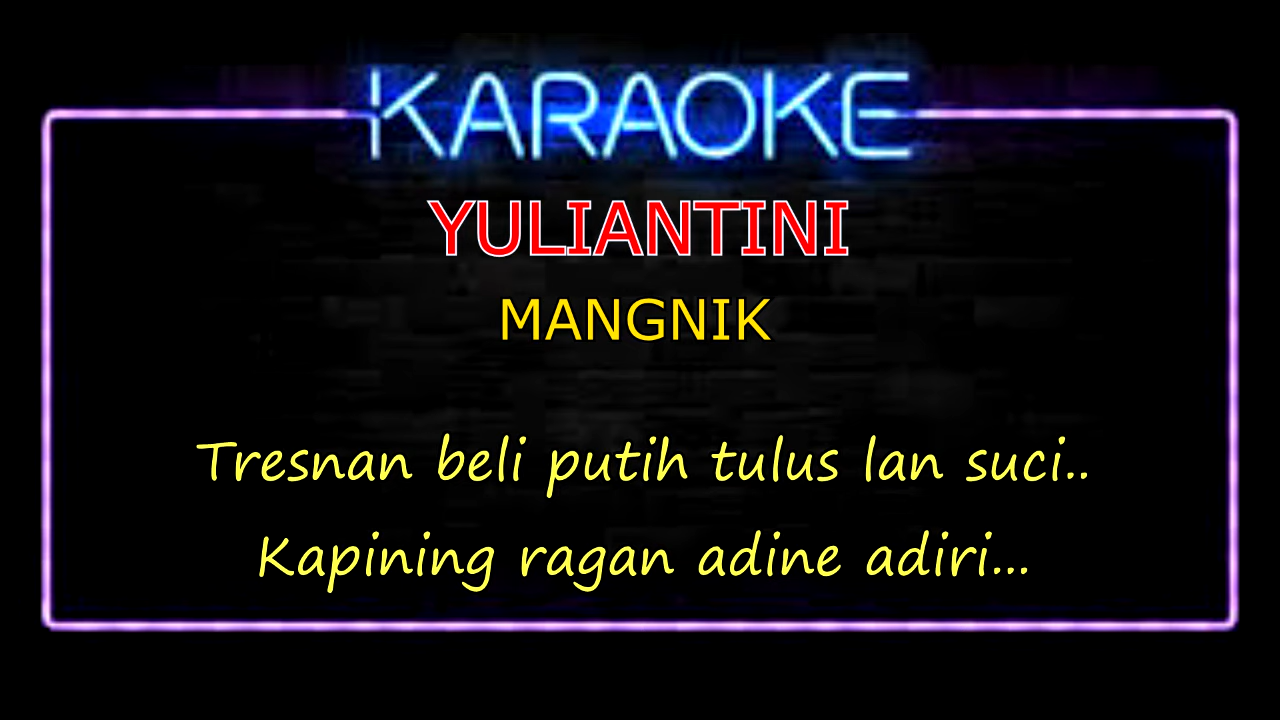 KARAOKE
YULIANTINI
MANGNIK
Tresnan beli putih tulus lan suci..
Kapining ragan adine adiri...